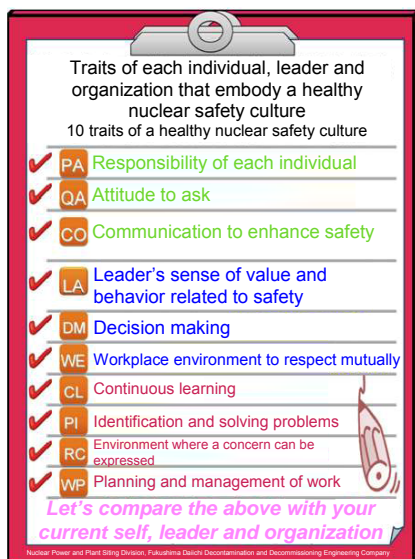 Traits of each individual, leader and
organization that embody a healthy
nuclear safety culture
10 traits of a healthy nuclear safety culture
PA Responsibility of each individual
QA Attitude to ask
CO Communication to enhance safety
LA Leader's sense of value and
behavior related to safety
DM Decision making
WE Workplace environment to respect mutually
CL Continuous learning
PI Identification and solving problems
RC Environment where a concern can be
expressed
WP Planning and management of work
Let's compare the above with your
current self, leader and organization
Nuclear Power and Plant Siting Division, Fukushima Daiichi Decontamination and Decommissioning Engineering Company